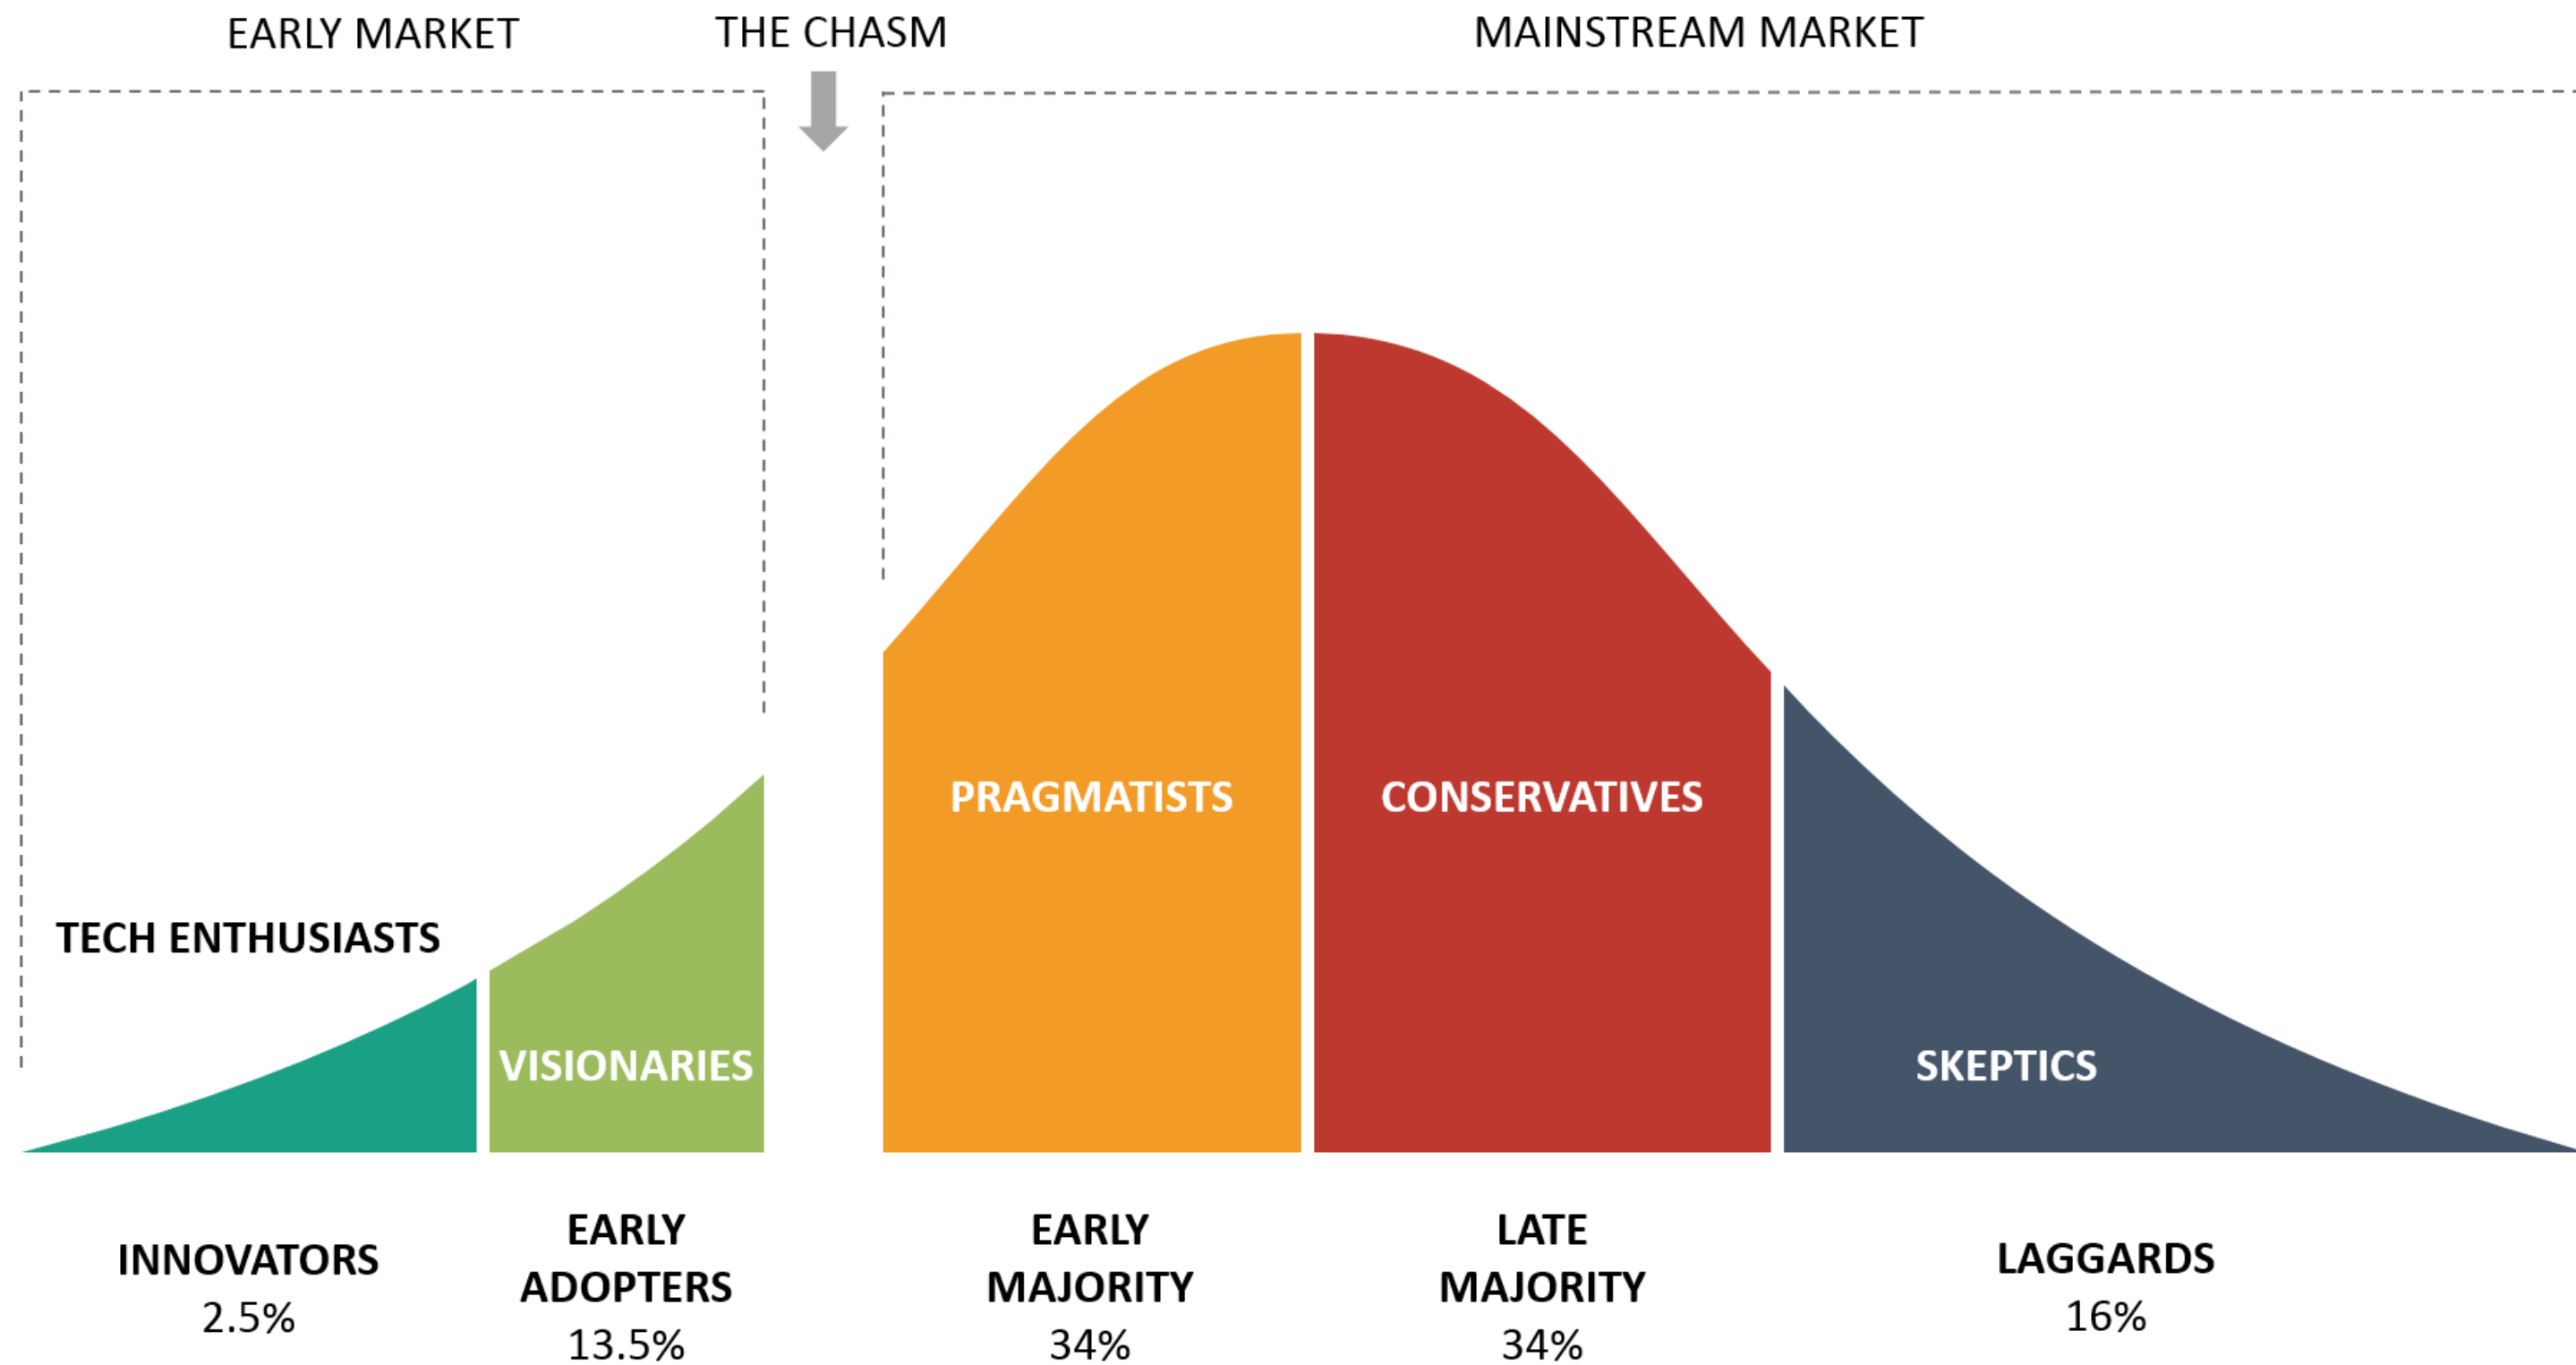 EARLY MARKET
THE CHASM
MAINSTREAM MARKET
PRAGMATISTS
CONSERVATIVES
TECH ENTHUSIASTS
VISIONARIES
SKEPTICS
INNOVATORS
2.5%
EARLY
ADOPTERS
13.5%
EARLY
MAJORITY
34%
LATE
MAJORITY
34%
LAGGARDS
16%